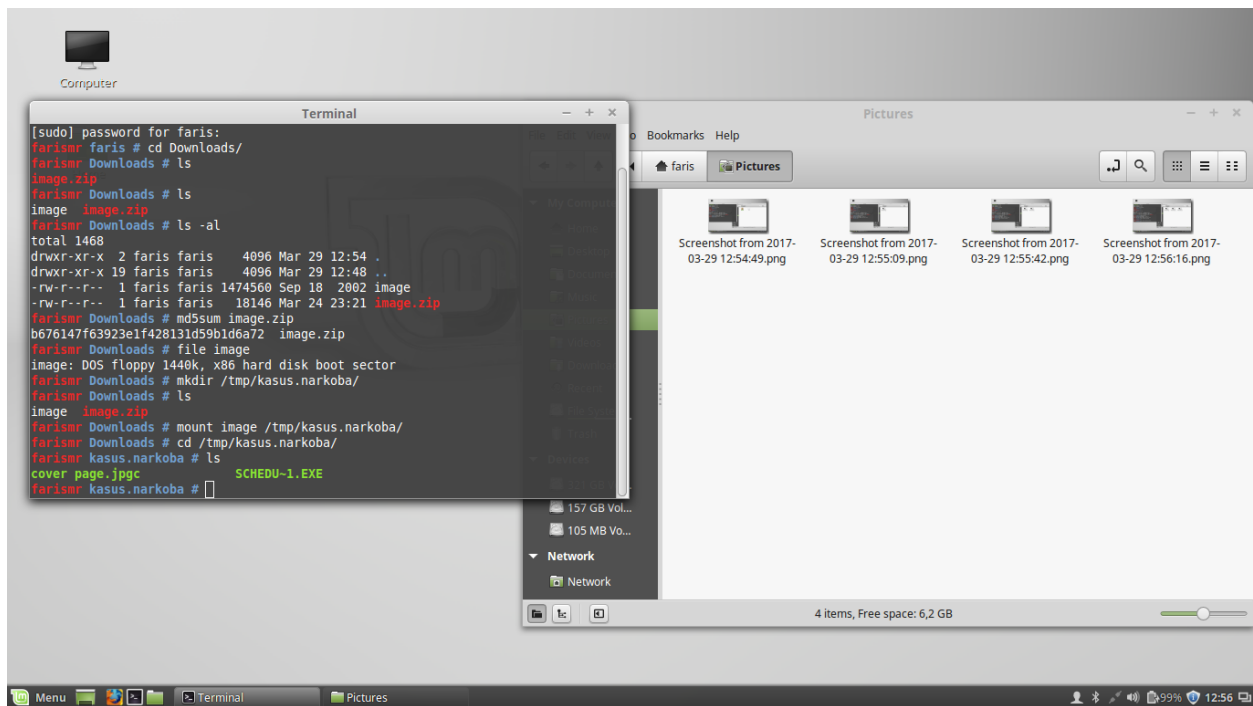 Computer
Terminal
[sudo] password for faris:
farismr faris # cd Downloads/
farismr Downloads # ls
image.zip
farismr Downloads # ls
image  image.zip
farismr Downloads # ls -al
total 1468
drwxr-xr-x  2 faris faris    4096 Mar 29 12:54 .
drwxr-xr-x 19 faris faris    4096 Mar 29 12:48 ..
-rw-r--r--  1 faris faris 1474560 Sep 18  2002 image
-rw-r--r--  1 faris faris   18146 Mar 24 23:21 image.zip
farismr Downloads # md5sum image.zip
b676147f63923e1f428131d59b1d6a72  image.zip
farismr Downloads # file image
image: DOS floppy 1440k, x86 hard disk boot sector
farismr Downloads # mkdir /tmp/kasus.narkoba/
farismr Downloads # ls
image  image.zip
farismr Downloads # mount image /tmp/kasus.narkoba/
farismr Downloads # cd /tmp/kasus.narkoba/
farismr kasus.narkoba # ls
cover page.jpgc           SCHEDU~1.EXE
farismr kasus.narkoba #
Pictures
File Edit View Go Bookmarks Help
faris Pictures
My Computer
Desktop
Screenshot from 2017-
03-29 12:54:49.png
Screenshot from 2017-
03-29 12:55:09.png
Screenshot from 2017-
03-29 12:55:42.png
Screenshot from 2017-
03-29 12:56:16.png
Devices
157 GB Vol...
105 MB Vo...
Network
Network
4 items, Free space: 6,2 GB
Menu Terminal Pictures 99% 12:56